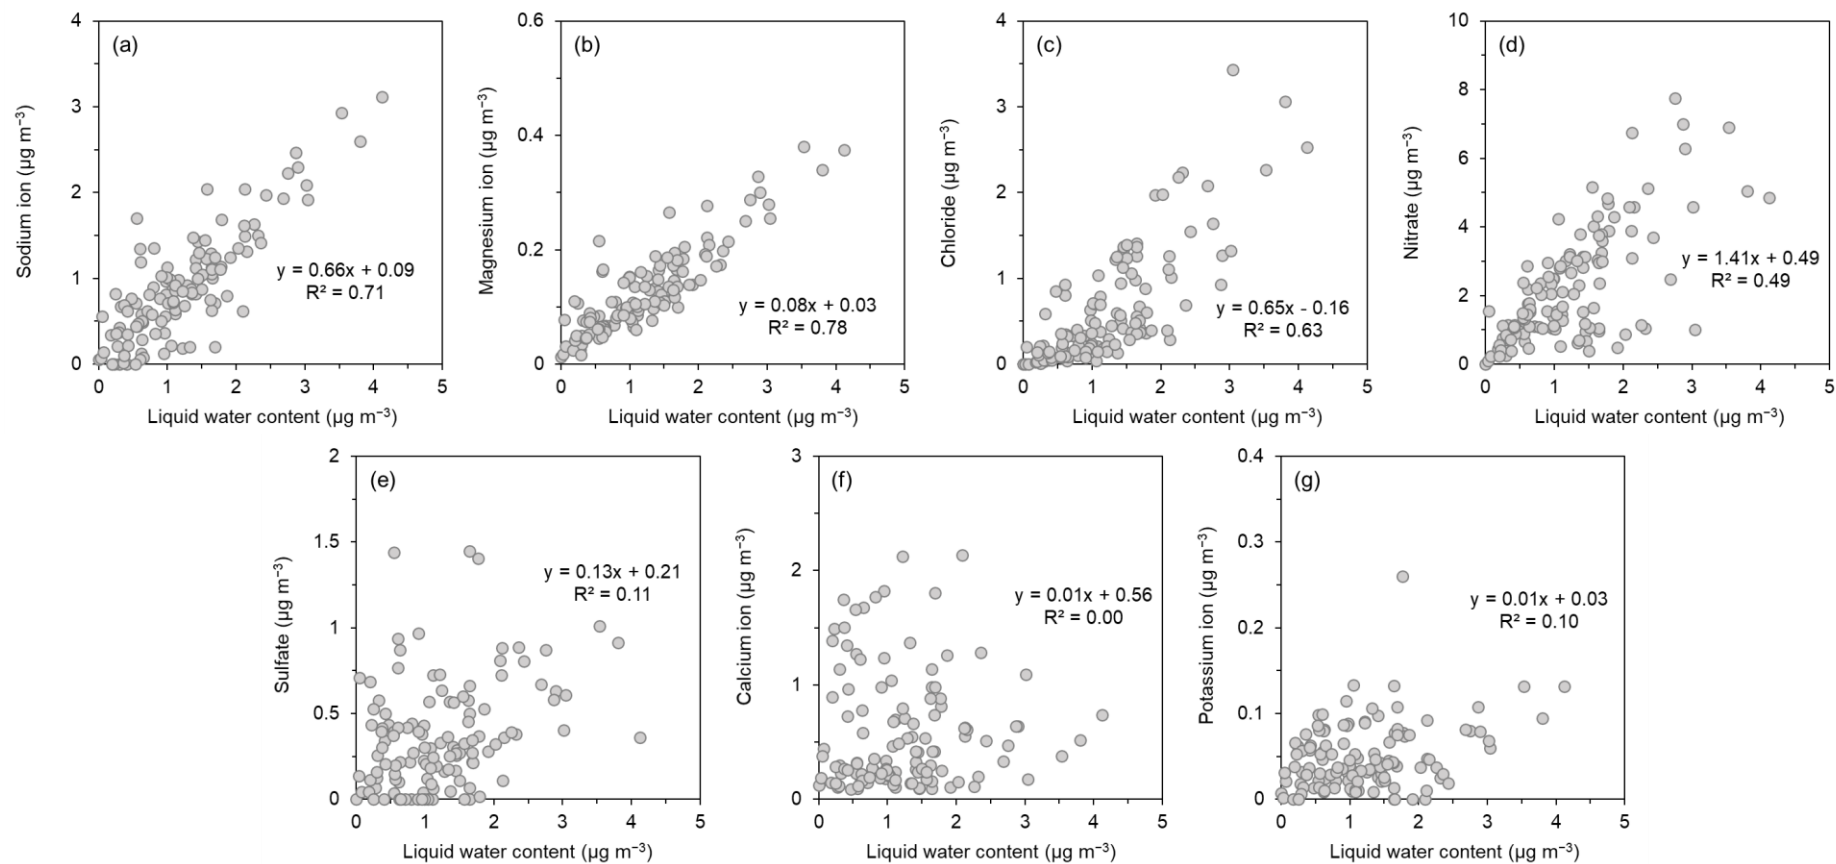 (a)
4
3
2
1
0
Sodium ion (µg m⁻³)
y = 0.66x + 0.09
R² = 0.71
0 1 2 3 4 5
Liquid water content (µg m⁻³)
(b)
0.6
0.4
0.2
0
Magnesium ion (µg m⁻³)
y = 0.08x + 0.03
R² = 0.78
0 1 2 3 4 5
Liquid water content (µg m⁻³)
(c)
4
3
2
1
0
Chloride (µg m⁻³)
y = 0.65x - 0.16
R² = 0.63
0 1 2 3 4 5
Liquid water content (µg m⁻³)
(d)
10
8
6
4
2
0
Nitrate (µg m⁻³)
y = 1.41x + 0.49
R² = 0.49
0 1 2 3 4 5
Liquid water content (µg m⁻³)
(e)
2
1.5
1
0.5
0
Sulfate (µg m⁻³)
y = 0.13x + 0.21
R² = 0.11
0 1 2 3 4 5
Liquid water content (µg m⁻³)
(f)
3
2
1
0
Calcium ion (µg m⁻³)
y = 0.01x + 0.56
R² = 0.00
0 1 2 3 4 5
Liquid water content (µg m⁻³)
(g)
0.4
0.3
0.2
0.1
0
Potassium ion (µg m⁻³)
y = 0.01x + 0.03
R² = 0.10
0 1 2 3 4 5
Liquid water content (µg m⁻³)